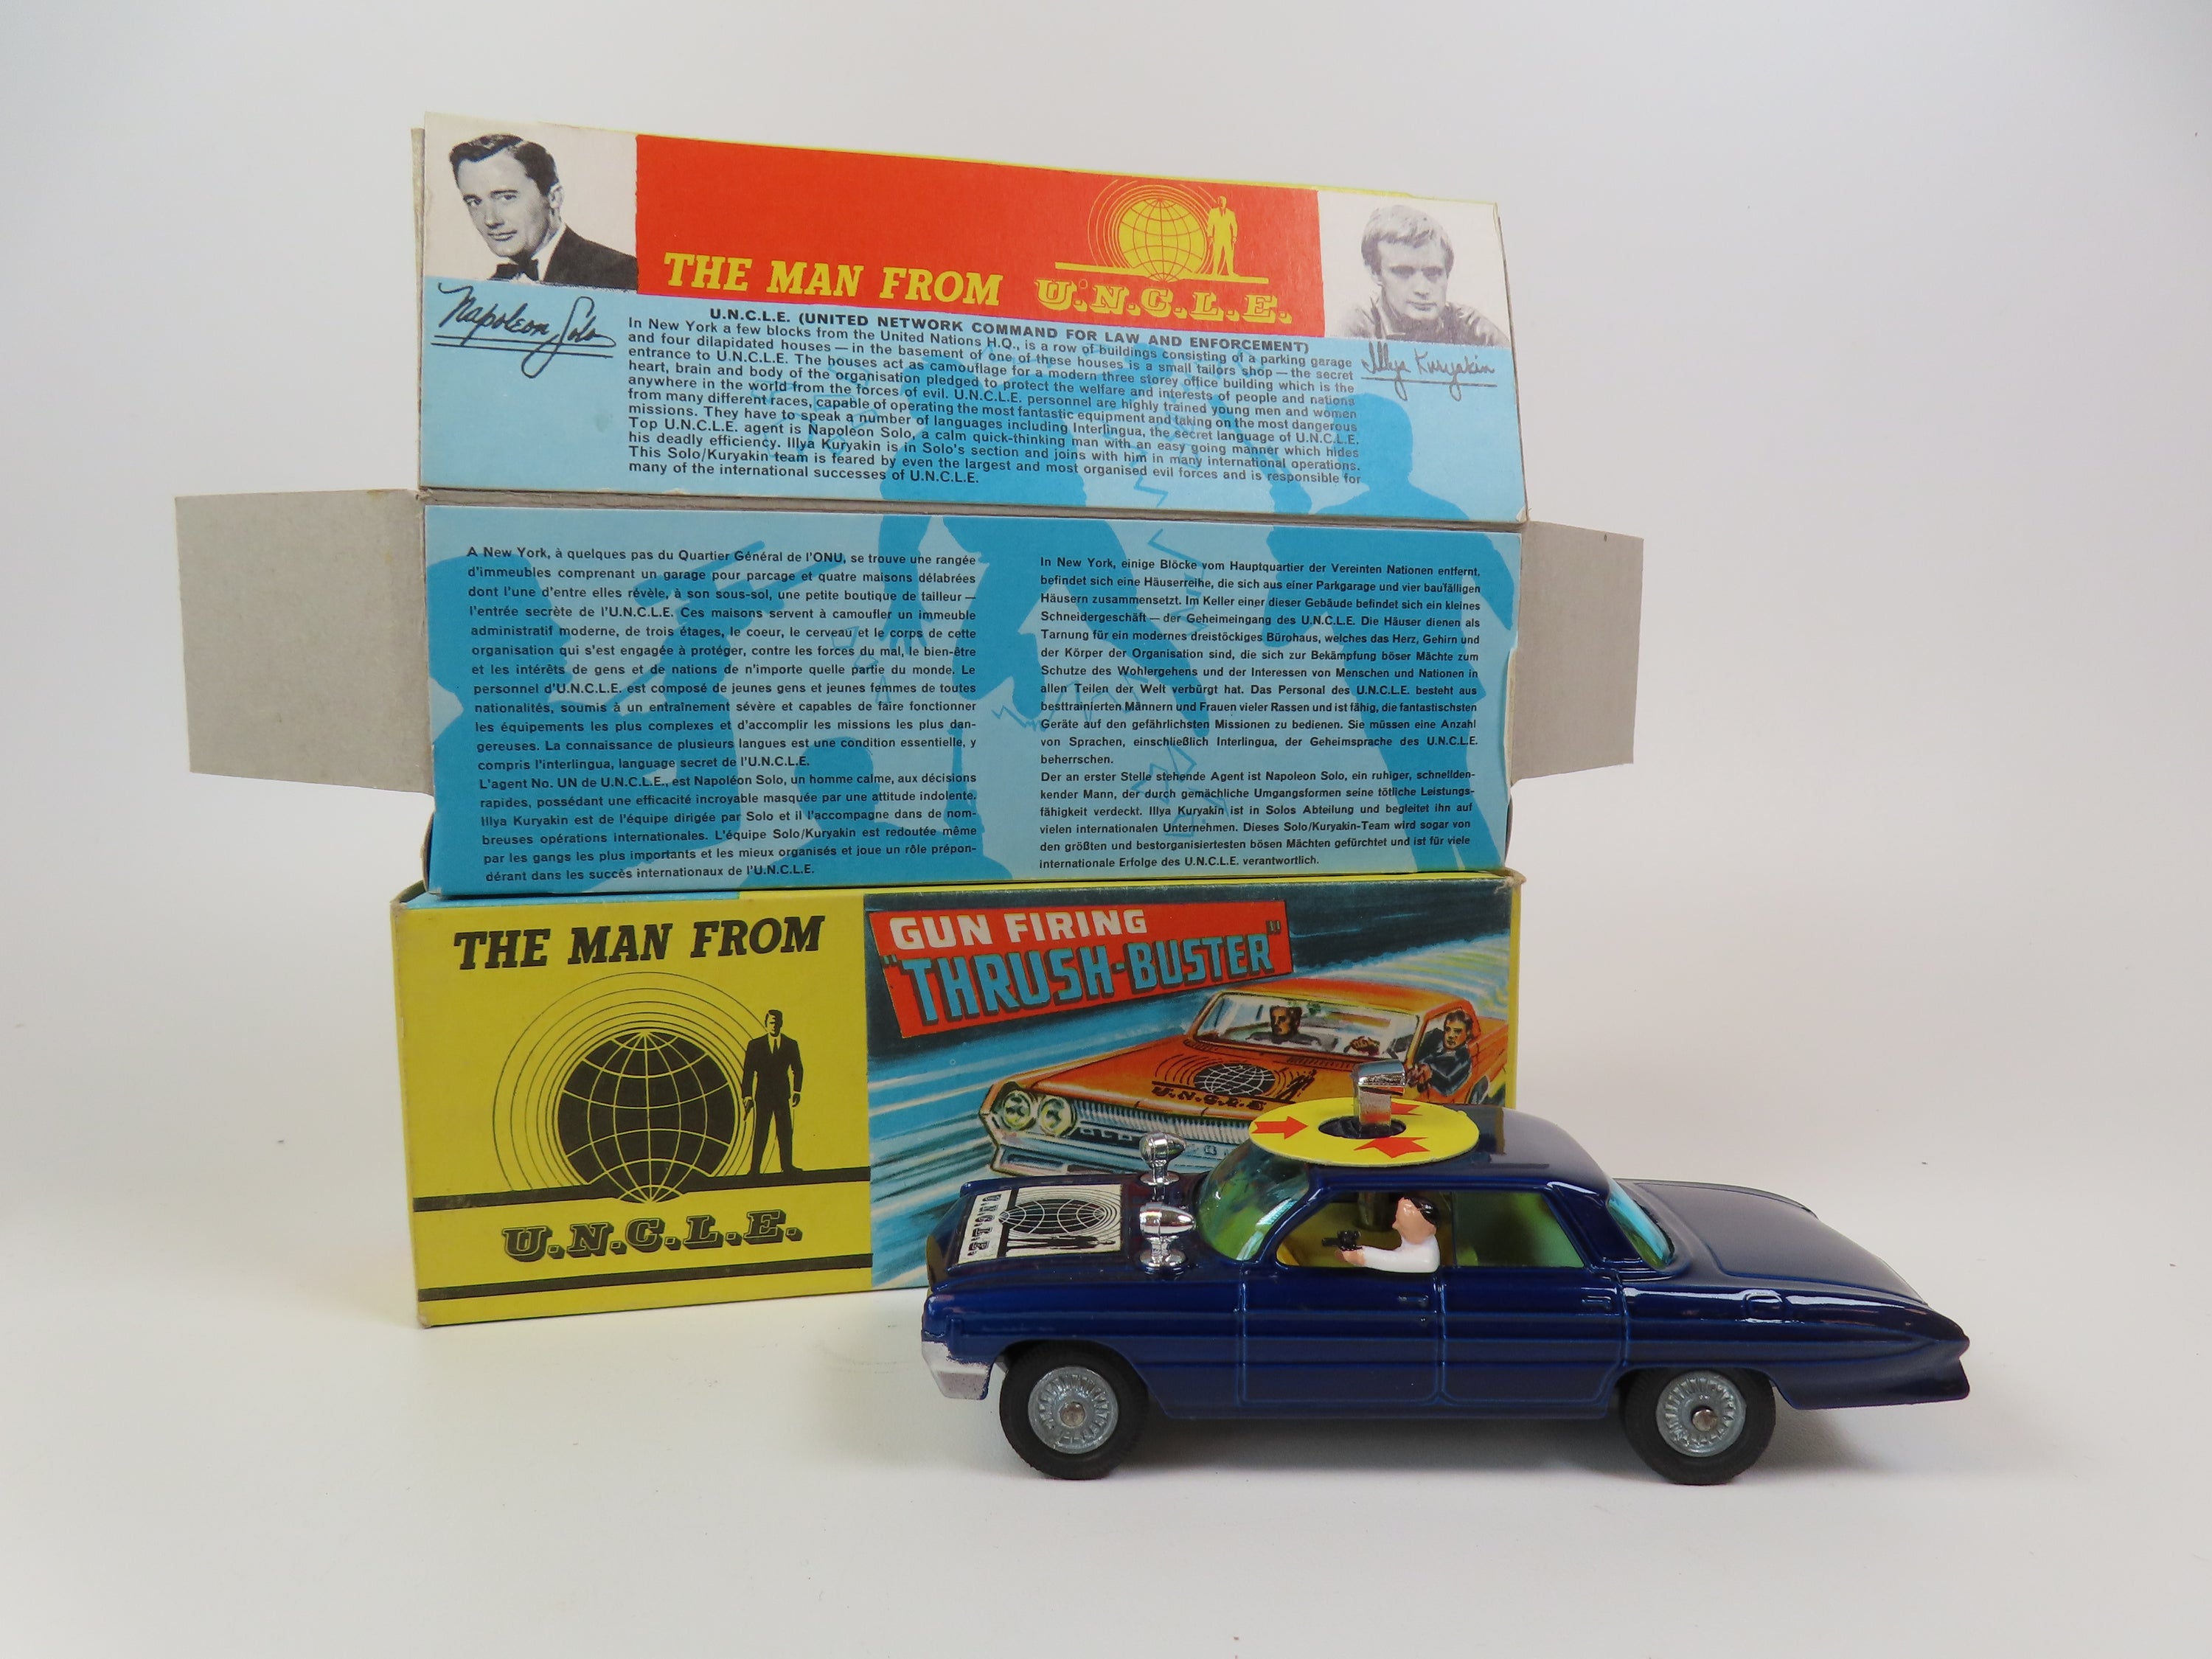 THE MAN FROM U.N.C.L.E.
Napoleon Solo
Illya Kuryakin
U.N.C.L.E. (UNITED NETWORK COMMAND FOR LAW AND ENFORCEMENT)
In New York a few blocks from the United Nations H.Q., is a row of buildings consisting of a parking garage
and four dilapidated houses — in the basement of one of these houses is a small tailors shop — the secret
entrance to U.N.C.L.E. The houses act as camouflage for a modern three storey office building which is the
heart, brain and body of the organisation pledged to protect the welfare and interests of people and nations
anywhere in the world from the forces of evil. U.N.C.L.E. personnel are highly trained young men and women
from many different races, capable of operating the most fantastic equipment and taking on the most dangerous
missions. They have to speak a number of languages including Interlingua, the secret language of U.N.C.L.E.
Top U.N.C.L.E. agent is Napoleon Solo, a calm quick-thinking man with an easy going manner which hides
his deadly efficiency. Illya Kuryakin is in Solo's section and joins with him in many international operations.
This Solo/Kuryakin team is feared by even the largest and most organised evil forces and is responsible for
many of the international successes of U.N.C.L.E.
A New York, à quelques pas du Quartier Général de l'ONU, se trouve une rangée
d'immeubles comprenant un garage pour parcage et quatre maisons délabrées
dont l'une d'entre elles révèle, à son sous-sol, une petite boutique de tailleur —
l'entrée secrète de l'U.N.C.L.E. Ces maisons servent à camoufler un immeuble
administratif moderne, de trois étages, le coeur, le cerveau et le corps de cette
organisation qui s'est engagée à protéger, contre les forces du mal, le bien-être
et les intérêts de gens et de nations de n'importe quelle partie du monde. Le
personnel d'U.N.C.L.E. est composé de jeunes gens et jeunes femmes de toutes
nationalités, soumis à un entraînement sévère et capables de faire fonctionner
les équipements les plus complexes et d'accomplir les missions les plus dan-
gereuses. La connaissance de plusieurs langues est une condition essentielle, y
compris l'interlingua, language secret de l'U.N.C.L.E.
L'agent No. UN de U.N.C.L.E., est Napoléon Solo, un homme calme, aux décisions
rapides, possédant une efficacité incroyable masquée par une attitude indolente.
Illya Kuryakin est de l'équipe dirigée par Solo et il l'accompagne dans de nom-
breuses opérations internationales. L'équipe Solo/Kuryakin est redoutée même
par les gangs les plus importants et les mieux organisés et joue un rôle prépon-
dérant dans les succès internationaux de l'U.N.C.L.E.
In New York, einige Blöcke vom Hauptquartier der Vereinten Nationen entfernt,
befindet sich eine Häuserreihe, die sich aus einer Parkgarage und vier baufälligen
Häusern zusammensetzt. Im Keller einer dieser Gebäude befindet sich ein kleines
Schneidergeschäft — der Geheimeingang des U.N.C.L.E. Die Häuser dienen als
Tarnung für ein modernes dreistöckiges Bürohaus, welches das Herz, Gehirn und
der Körper der Organisation sind, die sich zur Bekämpfung böser Mächte zum
Schutze des Wohlergehens und der Interessen von Menschen und Nationen in
allen Teilen der Welt verbürgt hat. Das Personal des U.N.C.L.E. besteht aus
besttrainierten Männern und Frauen vieler Rassen und ist fähig, die fantastischsten
Geräte auf den gefährlichsten Missionen zu bedienen. Sie müssen eine Anzahl
von Sprachen, einschließlich Interlingua, der Geheimsprache des U.N.C.L.E.
beherrschen.
Der an erster Stelle stehende Agent ist Napoleon Solo, ein ruhiger, schnellden-
kender Mann, der durch gemächliche Umgangsformen seine tötliche Leistungs-
fähigkeit verdeckt. Illya Kuryakin ist in Solos Abteilung und begleitet ihn auf
vielen internationalen Unternehmen. Dieses Solo/Kuryakin-Team wird sogar von
den größten und bestorganisiertesten bösen Mächten gefürchtet und ist für viele
internationale Erfolge des U.N.C.L.E. verantwortlich.
THE MAN FROM
U.N.C.L.E.
GUN FIRING
"THRUSH-BUSTER"
U.N.C.L.E
U.N.C.L.E.